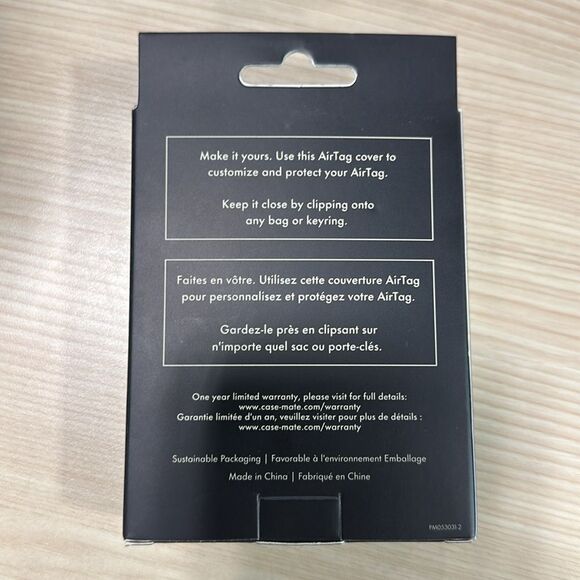 Make it yours. Use this AirTag cover to
customize and protect your AirTag.
Keep it close by clipping onto
any bag or keyring.
Faites en vôtre. Utilisez cette couverture AirTag
pour personnalisez et protégez votre AirTag.
Gardez-le près en clipsant sur
n'importe quel sac ou porte-clés.
One year limited warranty, please visit for full details:
www.case-mate.com/warranty
Garantie limitée d'un an, veuillez visiter pour plus de détails :
www.case-mate.com/warranty
Sustainable Packaging | Favorable à l'environnement Emballage
Made in China | Fabriqué en Chine
PM053031-2